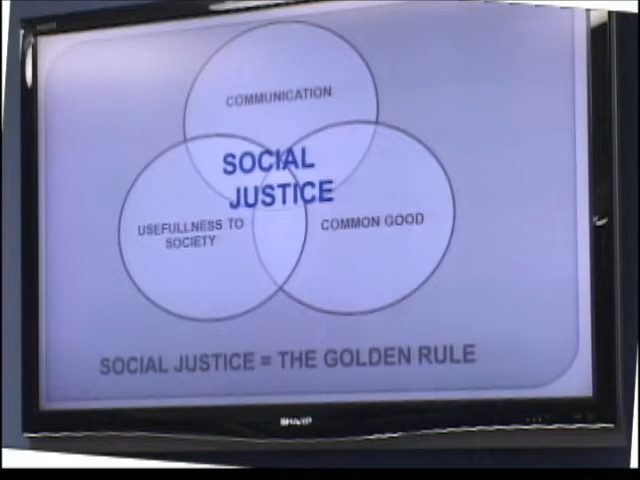 COMMUNICATION
SOCIAL
JUSTICE
USEFULLNESS TO
SOCIETY
COMMON GOOD
SOCIAL JUSTICE = THE GOLDEN RULE
SHARP